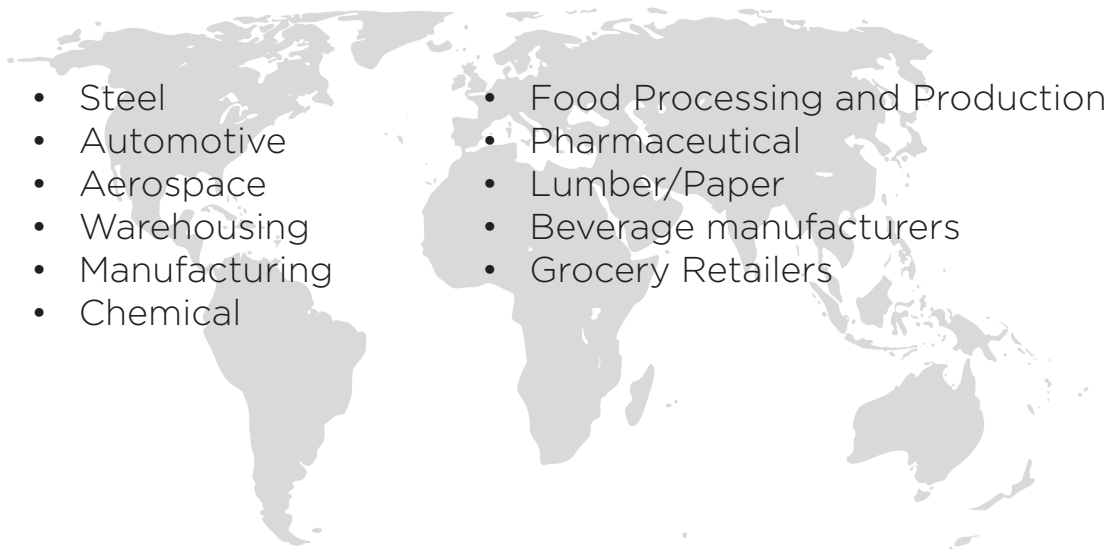 • Steel
• Automotive
• Aerospace
• Warehousing
• Manufacturing
• Chemical
• Food Processing and Production
• Pharmaceutical
• Lumber/Paper
• Beverage manufacturers
• Grocery Retailers